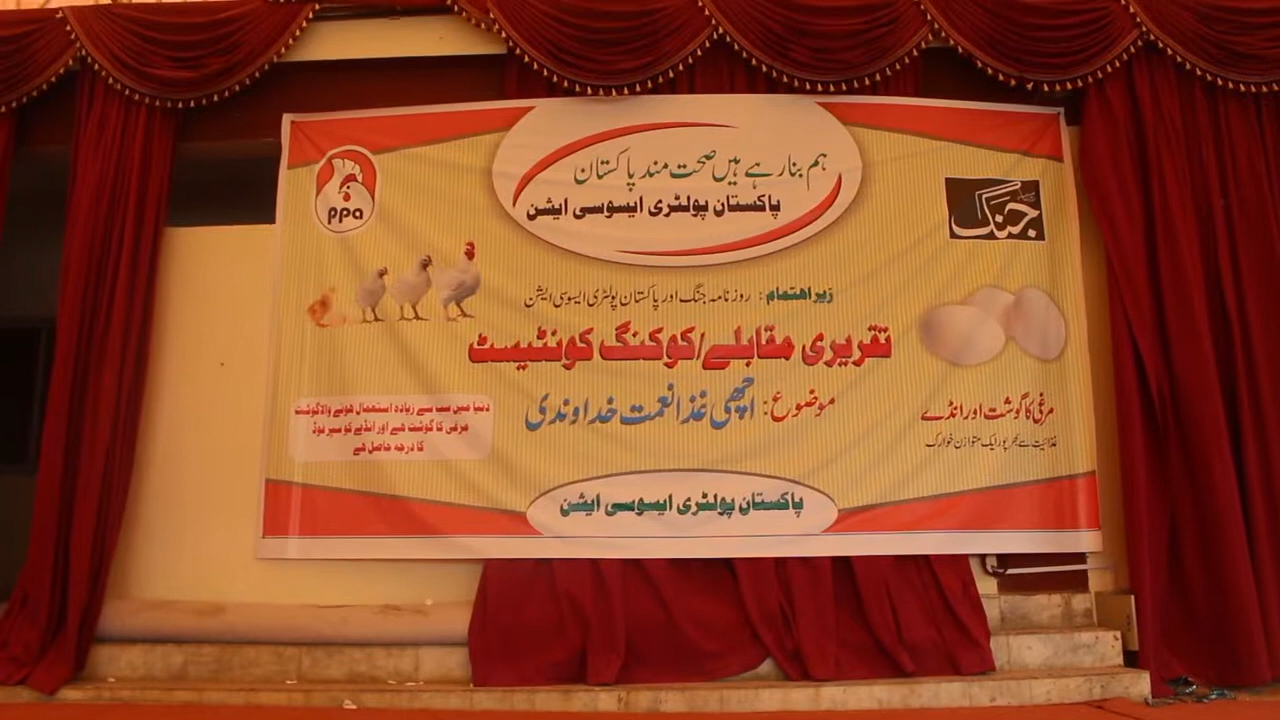 ہم بنا رہے ہیں صحت مند پاکستان
پاکستان پولٹری ایسوسی ایشن
ppa
جنگ
زیر اہتمام: روزنامہ جنگ اور پاکستان پولٹری ایسوسی ایشن
تقریری مقابلے/کوکنگ کونٹیسٹ
موضوع: اچھی غذا نعمت خداوندی
مرغی کا گوشت اور انڈے
غذائیت سے بھرپور ایک متوازن خوارک
دنیا میں سب سے زیادہ استعمال ہونے والا گوشت
مرغی کا گوشت ہے اور انڈے کو سپر فوڈ
کا درجہ حاصل ہے
پاکستان پولٹری ایسوسی ایشن